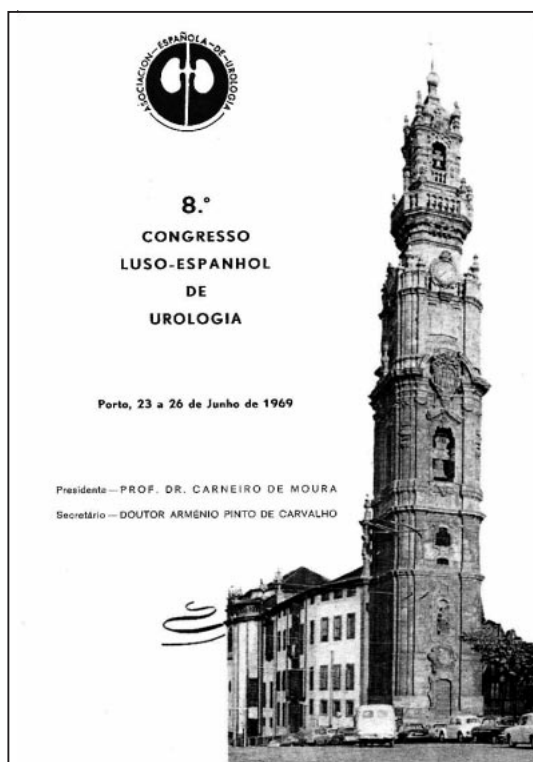 ASOCIACION—ESPAÑOLA—DE—UROLOGIA
8.º
CONGRESSO
LUSO-ESPANHOL
DE
UROLOGIA
Porto, 23 a 26 de Junho de 1969
Presidente — PROF. DR. CARNEIRO DE MOURA
Secretário — DOUTOR ARMÉNIO PINTO DE CARVALHO